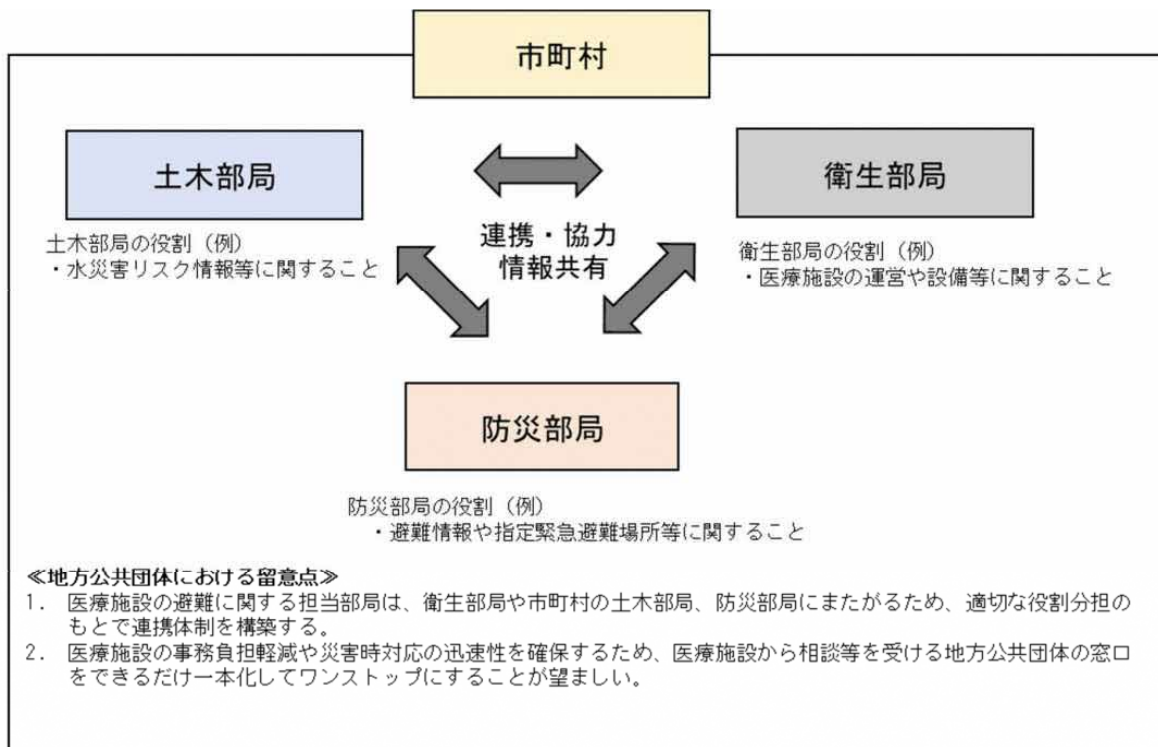 市町村
土木部局
衛生部局
連携・協力
情報共有
土木部局の役割（例）
・水災害リスク情報等に関すること
衛生部局の役割（例）
・医療施設の運営や設備等に関すること
防災部局
防災部局の役割（例）
・避難情報や指定緊急避難場所等に関すること
≪地方公共団体における留意点≫
1. 医療施設の避難に関する担当部局は、衛生部局や市町村の土木部局、防災部局にまたがるため、適切な役割分担の
もとで連携体制を構築する。
2. 医療施設の事務負担軽減や災害時対応の迅速性を確保するため、医療施設から相談等を受ける地方公共団体の窓口
をできるだけ一本化してワンストップにすることが望ましい。